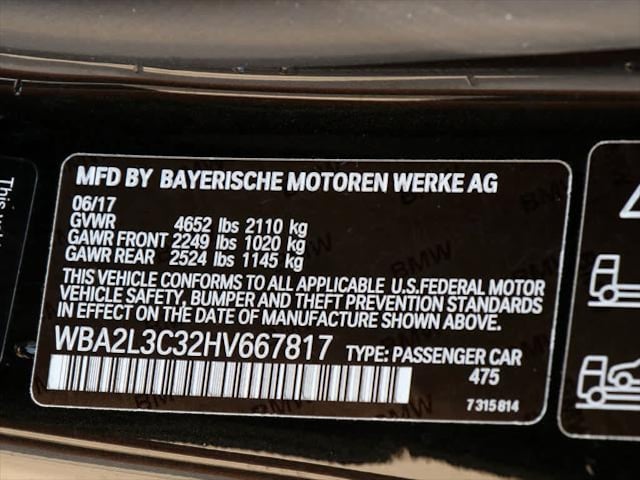 MFD BY BAYERISCHE MOTOREN WERKE AG
06/17
GVWR 4652 lbs 2110 kg
GAWR FRONT 2249 lbs 1020 kg
GAWR REAR 2524 lbs 1145 kg
THIS VEHICLE CONFORMS TO ALL APPLICABLE U.S.FEDERAL MOTOR
VEHICLE SAFETY, BUMPER AND THEFT PREVENTION STANDARDS
IN EFFECT ON THE DATE OF MANUFACTURE SHOWN ABOVE.
WBA2L3C32HV667817 TYPE: PASSENGER CAR
475
7 315 814
This
BMW